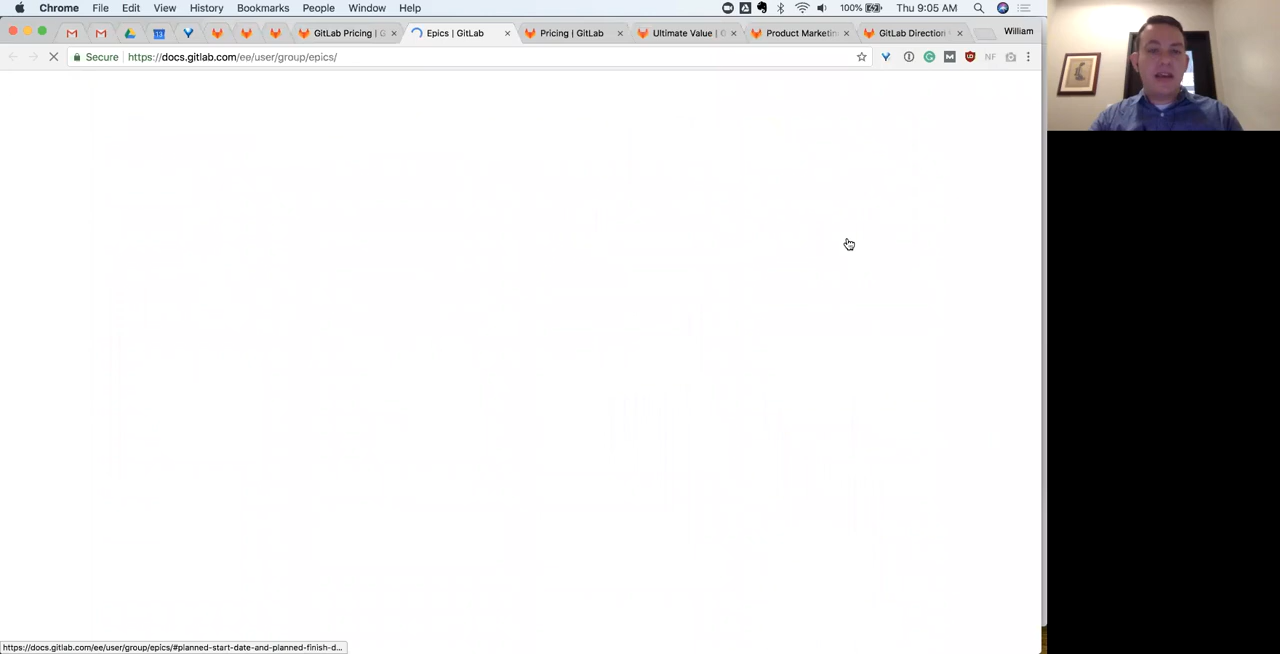 Chrome File Edit View History Bookmarks People Window Help 100% Thu 9:05 AM
GitLab Pricing | G Epics | GitLab Pricing | GitLab Ultimate Value | G Product Marketin GitLab Direction William
Secure https://docs.gitlab.com/ee/user/group/epics/ NF
https://docs.gitlab.com/ee/user/group/epics/#planned-start-date-and-planned-finish-d...